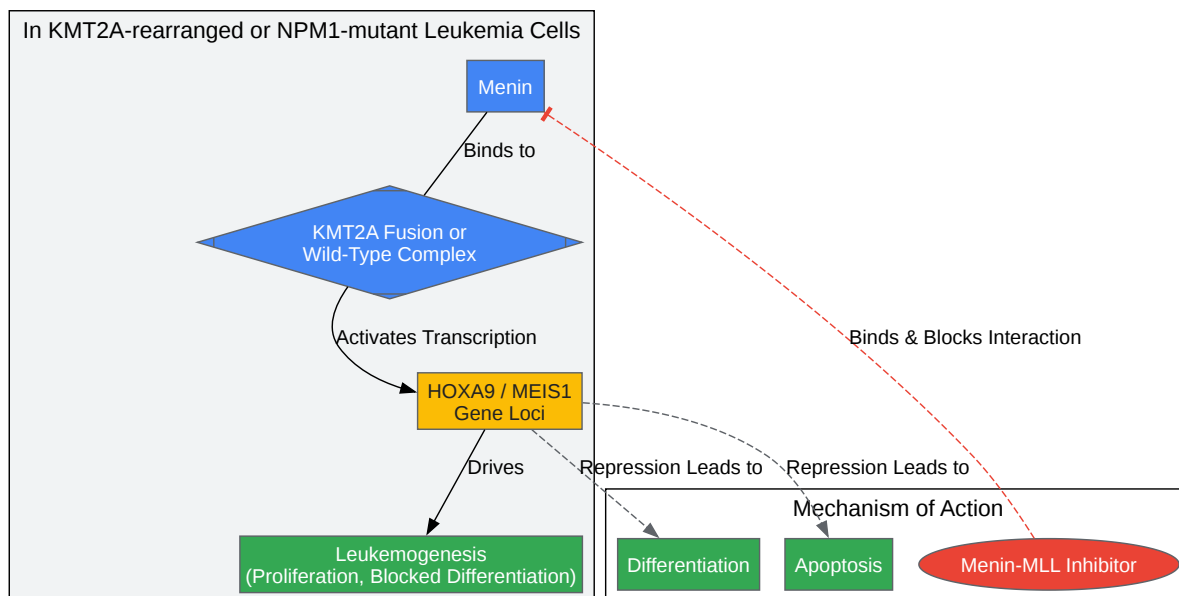 In KMT2A-rearranged or NPM1-mutant Leukemia Cells
Menin
Binds to
KMT2A Fusion or
Wild-Type Complex
Activates Transcription
Binds & Blocks Interaction
HOXA9 / MEIS1
Gene Loci
Drives
Repression Leads to
Repression Leads to
Mechanism of Action
Leukemogenesis
(Proliferation, Blocked Differentiation)
Differentiation
Apoptosis
Menin-MLL Inhibitor